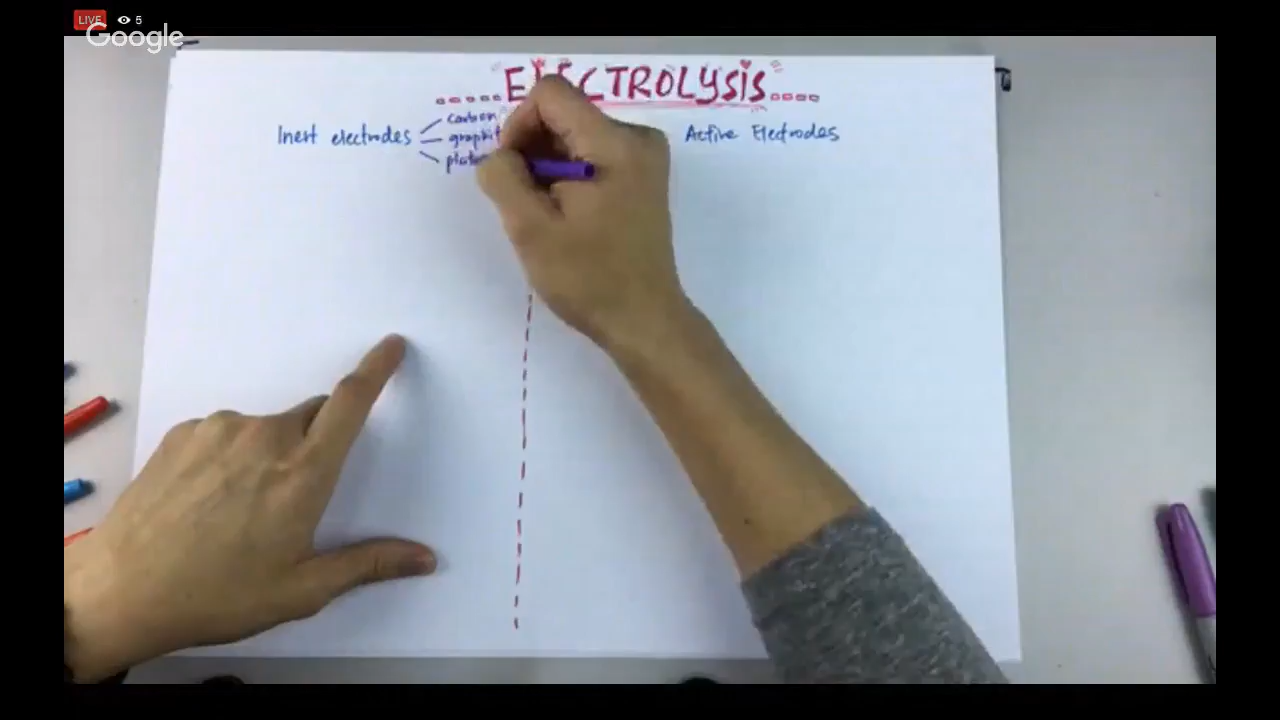 LIVE 5
Google
ELECTROLYSIS
Inert electrodes
carbon
Active Electrodes